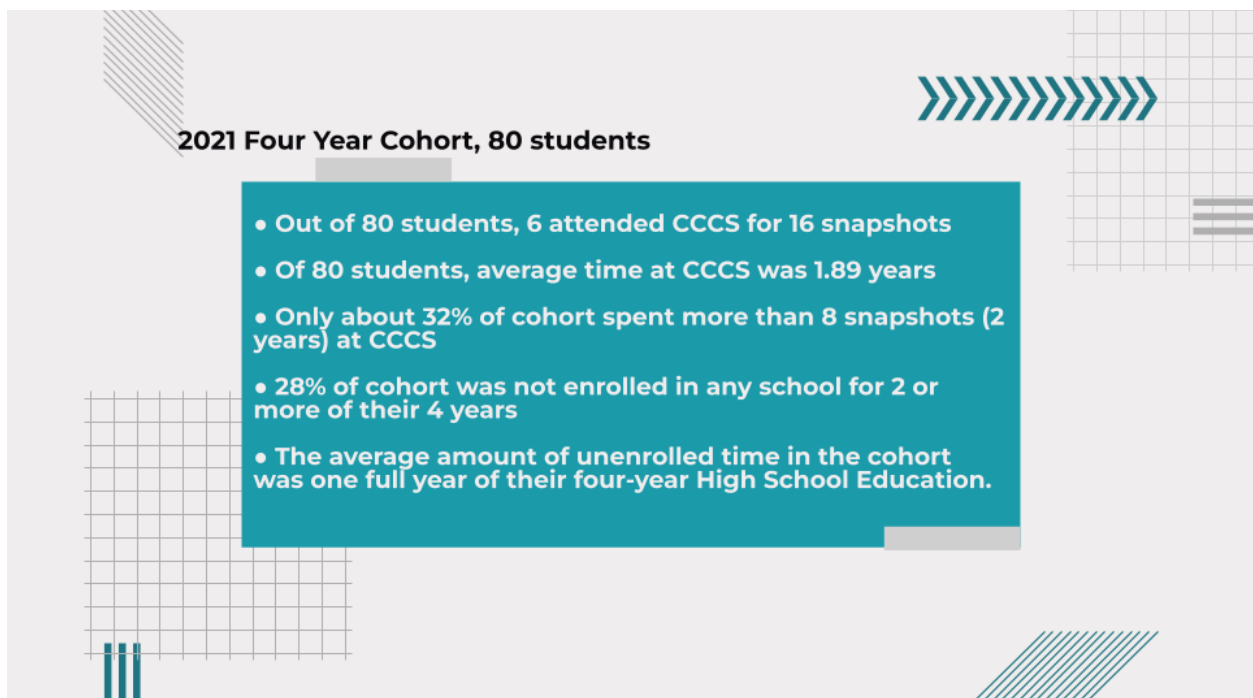 2021 Four Year Cohort, 80 students
● Out of 80 students, 6 attended CCCS for 16 snapshots
● Of 80 students, average time at CCCS was 1.89 years
● Only about 32% of cohort spent more than 8 snapshots (2
years) at CCCS
● 28% of cohort was not enrolled in any school for 2 or
more of their 4 years
● The average amount of unenrolled time in the cohort
was one full year of their four-year High School Education.